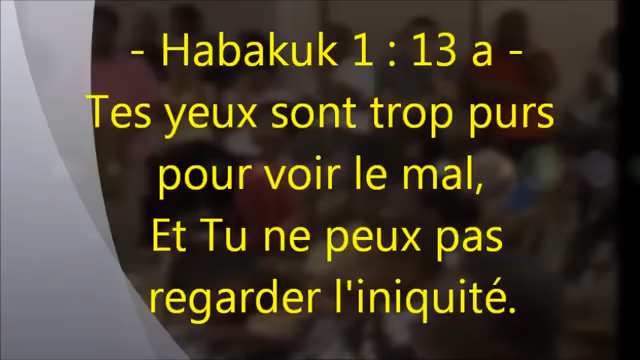 - Habakuk 1 : 13 a -
Tes yeux sont trop purs
pour voir le mal,
Et Tu ne peux pas
regarder l'iniquité.